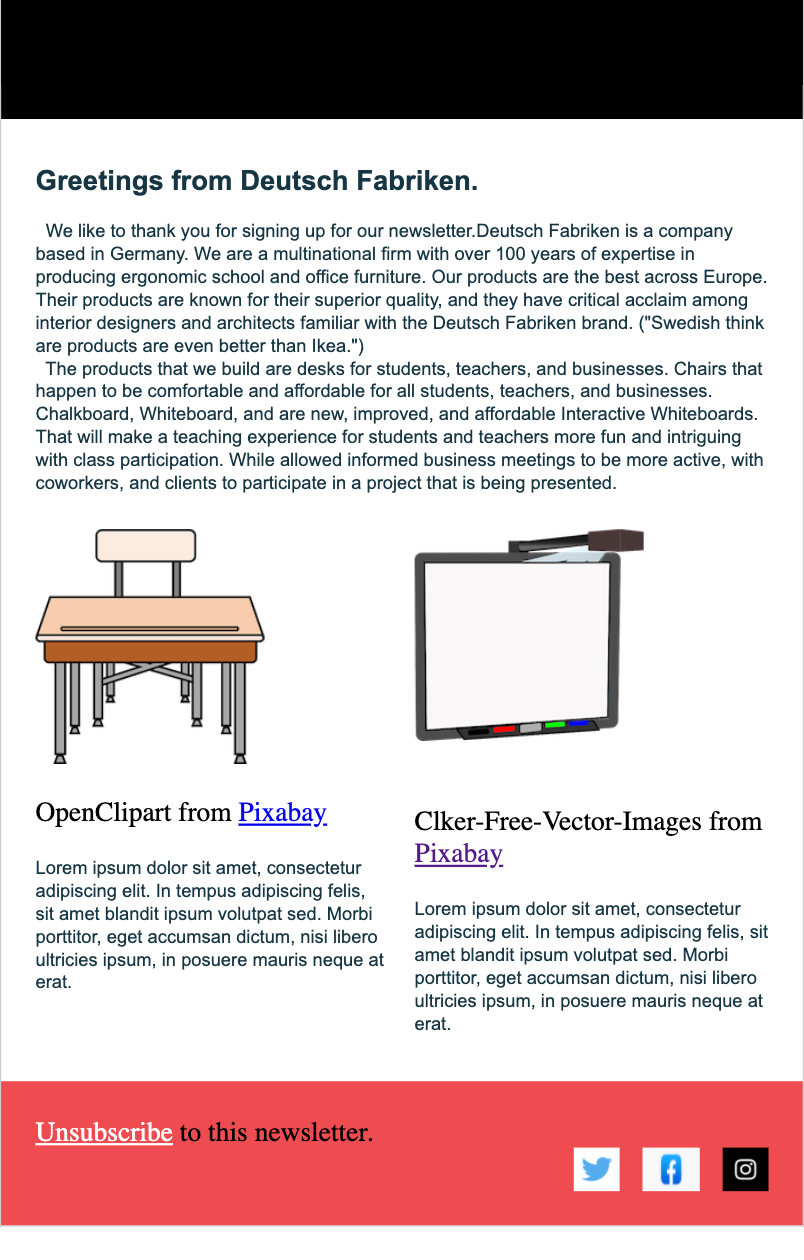 Greetings from Deutsch Fabriken.
We like to thank you for signing up for our newsletter.Deutsch Fabriken is a company
based in Germany. We are a multinational firm with over 100 years of expertise in
producing ergonomic school and office furniture. Our products are the best across Europe.
Their products are known for their superior quality, and they have critical acclaim among
interior designers and architects familiar with the Deutsch Fabriken brand. ("Swedish think
are products are even better than Ikea.")
The products that we build are desks for students, teachers, and businesses. Chairs that
happen to be comfortable and affordable for all students, teachers, and businesses.
Chalkboard, Whiteboard, and are new, improved, and affordable Interactive Whiteboards.
That will make a teaching experience for students and teachers more fun and intriguing
with class participation. While allowed informed business meetings to be more active, with
coworkers, and clients to participate in a project that is being presented.
OpenClipart from Pixabay
Lorem ipsum dolor sit amet, consectetur
adipiscing elit. In tempus adipiscing felis,
sit amet blandit ipsum volutpat sed. Morbi
porttitor, eget accumsan dictum, nisi libero
ultricies ipsum, in posuere mauris neque at
erat.
Clker-Free-Vector-Images from
Pixabay
Lorem ipsum dolor sit amet, consectetur
adipiscing elit. In tempus adipiscing felis, sit
amet blandit ipsum volutpat sed. Morbi
porttitor, eget accumsan dictum, nisi libero
ultricies ipsum, in posuere mauris neque at
erat.
Unsubscribe to this newsletter.